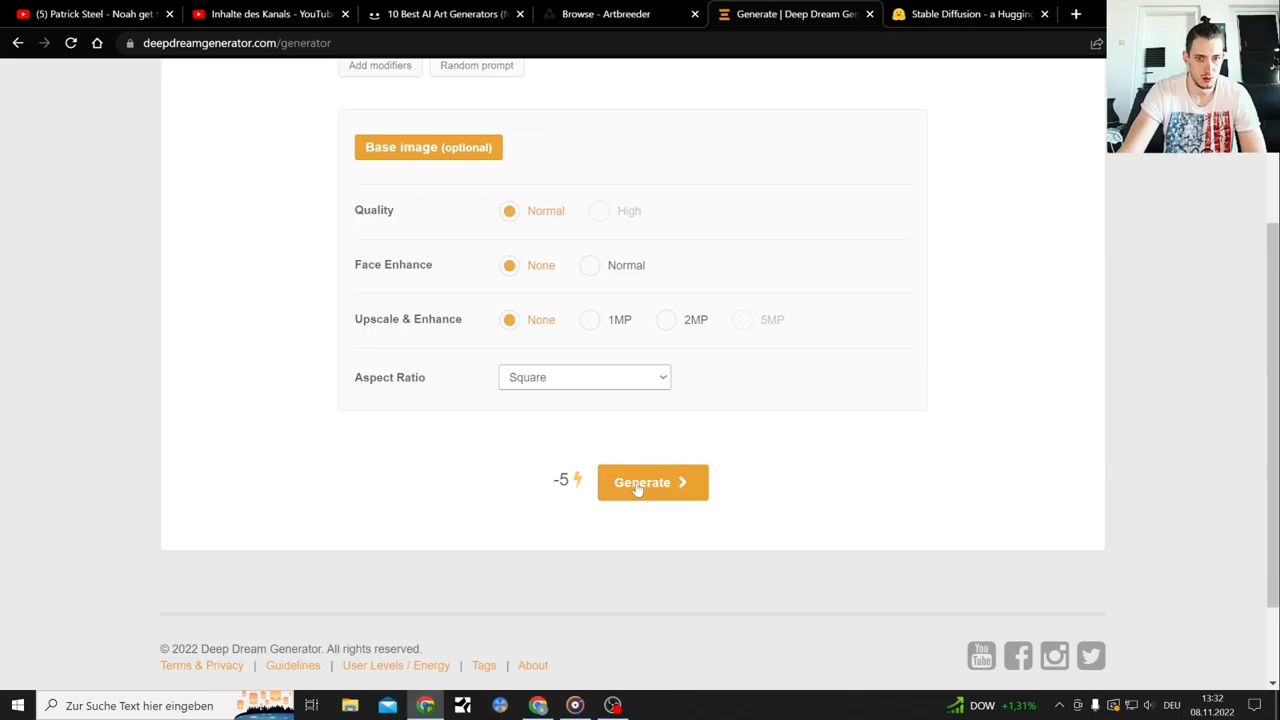 (5) Patrick Steel - Noah get
Inhalte des Kanals - YouTub
10 Best AI Art Generators (
Browse - Artbreeder
Generate | Deep Dream Gen
Stable Diffusion - a Hugging
deepdreamgenerator.com/generator
Add modifiers
Random prompt
Base image (optional)
Quality
Normal
High
Face Enhance
None
Normal
Upscale & Enhance
None
1MP
2MP
5MP
Aspect Ratio
Square
-5
Generate
© 2022 Deep Dream Generator. All rights reserved.
Terms & Privacy | Guidelines | User Levels / Energy | Tags | About
You
Tube
Zur Suche Text hier eingeben
DOW +1,31%
DEU
13:32
08.11.2022